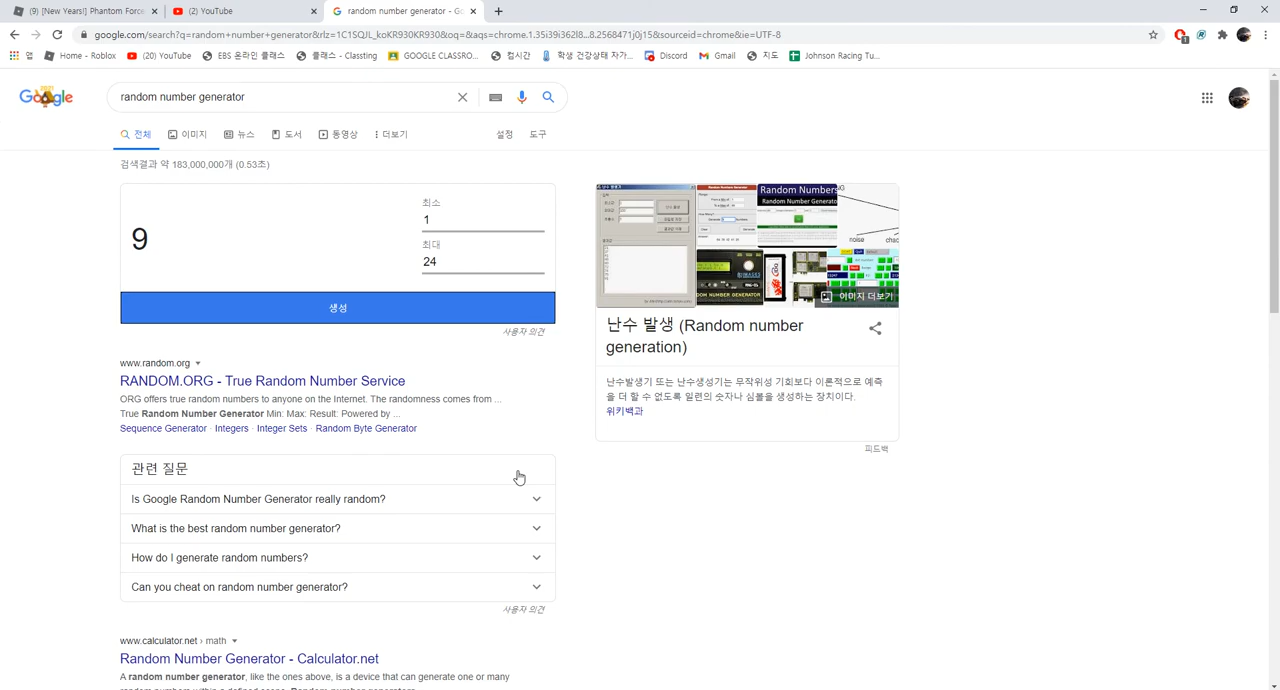 (9) [New Years!] Phantom Force
(2) YouTube
random number generator - Go
google.com/search?q=random+number+generator&rlz=1C1SQJL_koKR930KR930&oq=&aqs=chrome.1.35i39i362l8...8.2568471j0j15&sourceid=chrome&ie=UTF-8
앱
Home - Roblox
(20) YouTube
EBS 온라인 클래스
클래스 - Classting
GOOGLE CLASSRO...
컴시간
학생 건강상태 자가...
Discord
Gmail
지도
Johnson Racing Tu...
Google
random number generator
전체
이미지
뉴스
도서
동영상
더보기
설정
도구
검색결과 약 183,000,000개 (0.53초)
최소
1
9
최대
24
생성
사용자 의견
www.random.org
RANDOM.ORG - True Random Number Service
ORG offers true random numbers to anyone on the Internet. The randomness comes from ...
True Random Number Generator Min: Max: Result: Powered by ...
Sequence Generator · Integers · Integer Sets · Random Byte Generator
관련 질문
Is Google Random Number Generator really random?
What is the best random number generator?
How do I generate random numbers?
Can you cheat on random number generator?
사용자 의견
www.calculator.net › math
Random Number Generator - Calculator.net
A random number generator, like the ones above, is a device that can generate one or many
Random Numbers
Random Number Generato
noise
chao
이미지 더보기
난수 발생 (Random number
generation)
난수발생기 또는 난수생성기는 무작위성 기회보다 이론적으로 예측
을 더 할 수 없도록 일련의 숫자나 심볼을 생성하는 장치이다.
위키백과
피드백